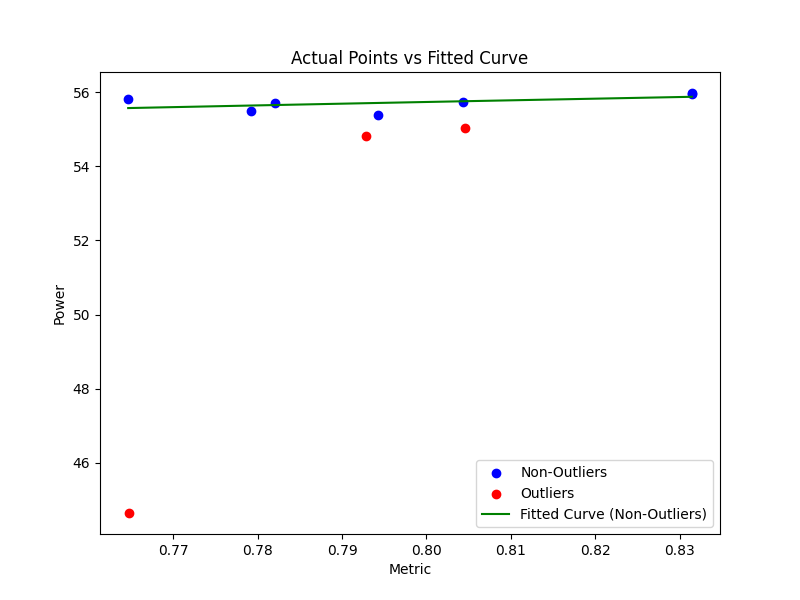 Actual Points vs Fitted Curve
56
54
52
50
48
46
Power
0.77 0.78 0.79 0.80 0.81 0.82 0.83
Metric
Non-Outliers
Outliers
Fitted Curve (Non-Outliers)